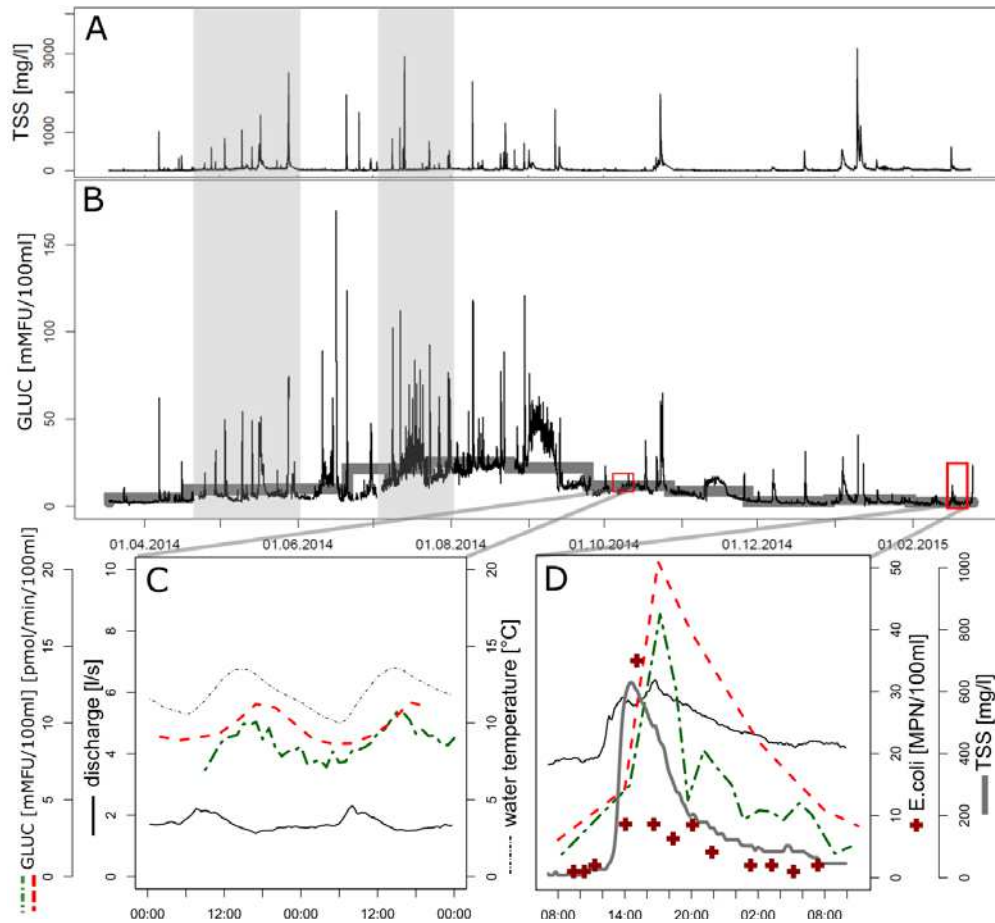 A
TSS [mg/l]
3000
1000
0
B
GLUC [mMFU/100ml]
150
100
50
0
01.04.2014 01.06.2014 01.08.2014 01.10.2014 01.12.2014 01.02.2015
C
GLUC [mMFU/100ml] [pmol/min/100ml]
20
15
10
5
0
discharge [l/s]
10
8
6
4
2
0
water temperature [°C]
20
15
10
5
0
00:00 12:00 00:00 12:00 00:00
D
E.coli [MPN/100ml]
50
40
30
20
10
0
TSS [mg/l]
1000
800
600
400
200
0
08:00 14:00 20:00 02:00 08:00